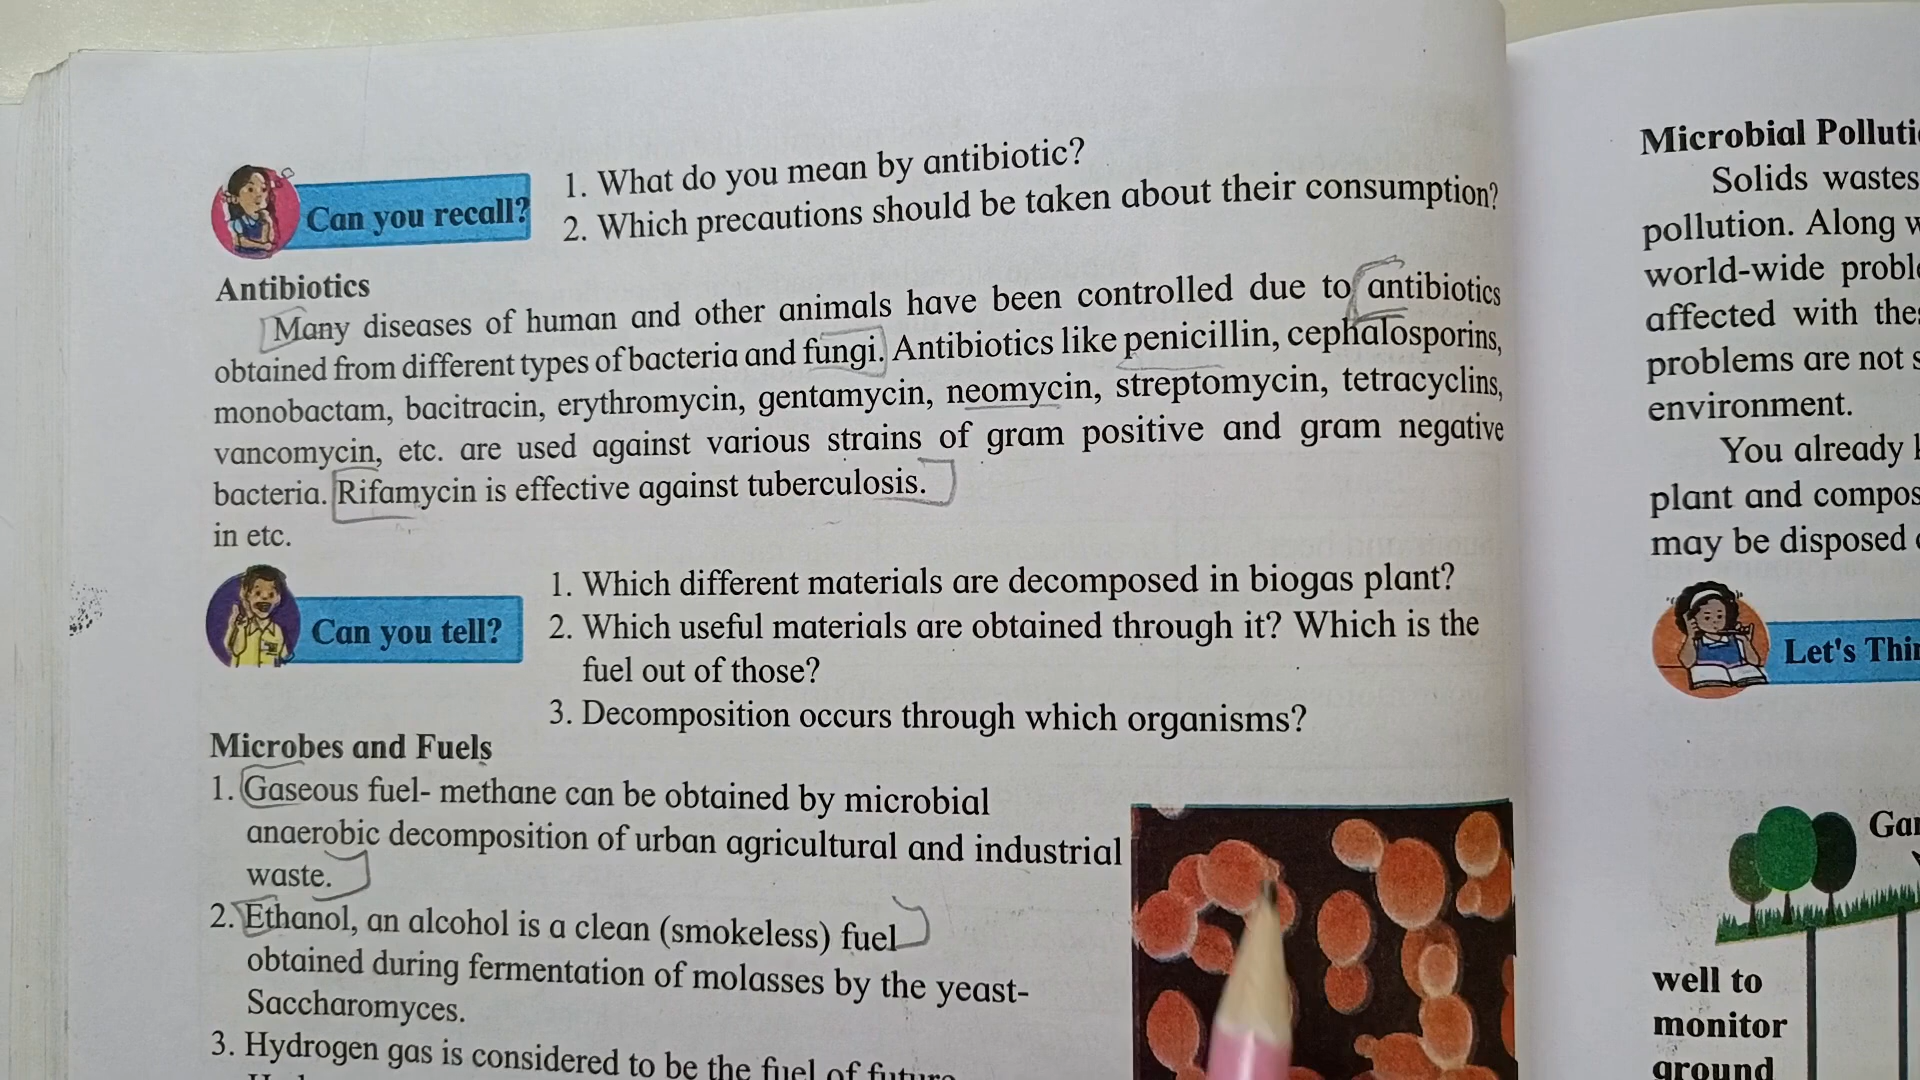 Can you recall?
1. What do you mean by antibiotic?
2. Which precautions should be taken about their consumption?
Antibiotics
Many diseases of human and other animals have been controlled due to antibiotics
obtained from different types of bacteria and fungi. Antibiotics like penicillin, cephalosporins,
monobactam, bacitracin, erythromycin, gentamycin, neomycin, streptomycin, tetracyclins,
vancomycin, etc. are used against various strains of gram positive and gram negative
bacteria. Rifamycin is effective against tuberculosis.
in etc.
Can you tell?
1. Which different materials are decomposed in biogas plant?
2. Which useful materials are obtained through it? Which is the
fuel out of those?
3. Decomposition occurs through which organisms?
Microbes and Fuels
1. Gaseous fuel- methane can be obtained by microbial
anaerobic decomposition of urban agricultural and industrial
waste.
2. Ethanol, an alcohol is a clean (smokeless) fuel
obtained during fermentation of molasses by the yeast-
Saccharomyces.
3. Hydrogen gas is considered to be the fuel of future
Microbial
Solids wastes
pollution. Along
world-wide
affected with
problems are not
environment.
You already
plant and
may be disposed
Let's
well to
monitor
ground